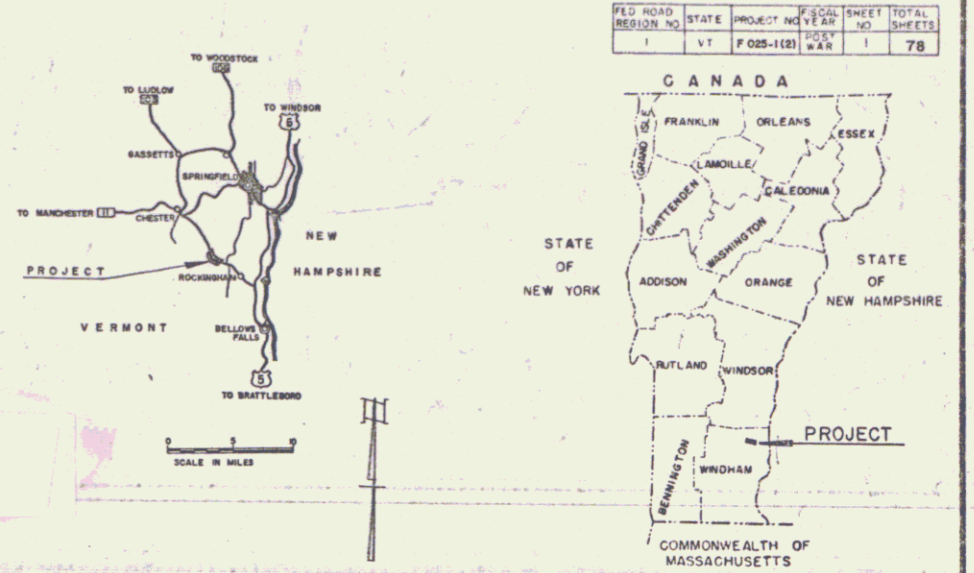 FED ROAD REGION NO STATE PROJECT NO FISCAL YEAR SHEET NO TOTAL SHEETS
1 VT F 025-1(2) POST WAR 1 78
TO WOODSTOCK
TO LUDLOW
TO WINDSOR
5
GASSETTS
SPRINGFIELD
TO MANCHESTER 11
CHESTER
NEW
HAMPSHIRE
PROJECT
ROCKINGHAM
VERMONT
BELLOWS
FALLS
5
TO BRATTLEBORO
0 5 10
SCALE IN MILES
CANADA
GRAND ISLE
FRANKLIN
ORLEANS
ESSEX
LAMOILLE
CALEDONIA
CHITTENDEN
WASHINGTON
STATE
OF
NEW YORK
ADDISON
ORANGE
STATE
OF
NEW HAMPSHIRE
RUTLAND
WINDSOR
PROJECT
BENNINGTON
WINDHAM
COMMONWEALTH OF
MASSACHUSETTS